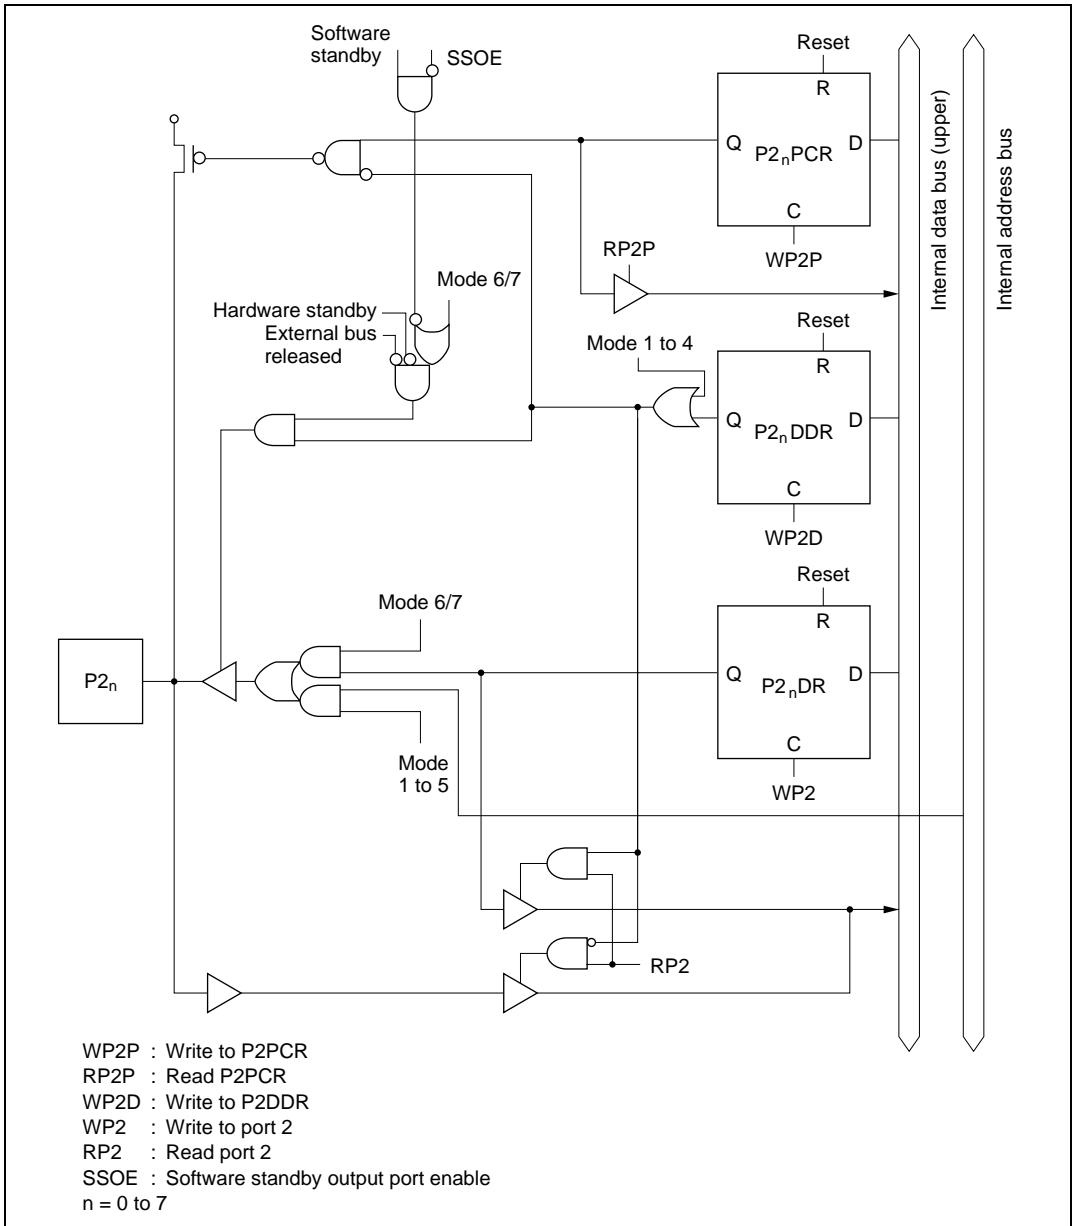 Software
standby
SSOE
Reset
R
Q
P2nPCR
D
C
WP2P
Internal data bus (upper)
Internal address bus
RP2P
Mode 6/7
Hardware standby
External bus
released
Mode 1 to 4
Reset
R
Q
P2nDDR
D
C
WP2D
Reset
R
Q
P2nDR
D
C
WP2
Mode 6/7
P2n
Mode
1 to 5
RP2
WP2P : Write to P2PCR
RP2P : Read P2PCR
WP2D : Write to P2DDR
WP2 : Write to port 2
RP2 : Read port 2
SSOE : Software standby output port enable
n = 0 to 7